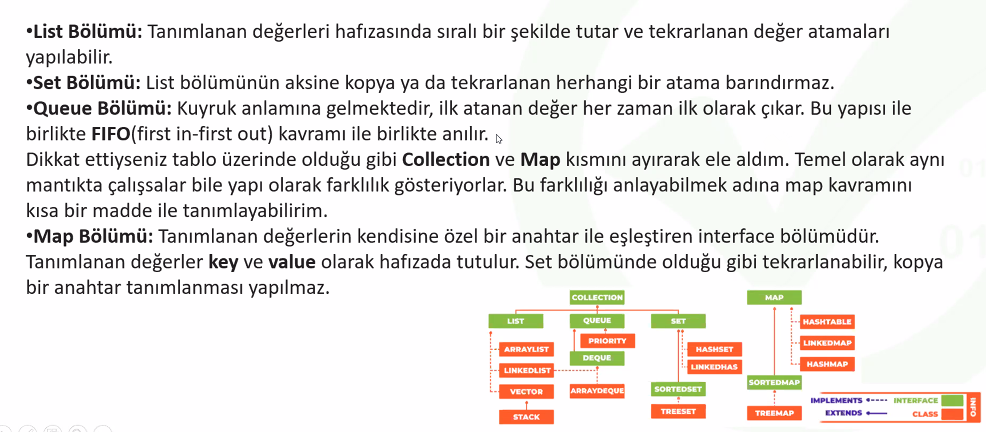 •List Bölümü: Tanımlanan değerleri hafızasında sıralı bir şekilde tutar ve tekrarlanan değer atamaları
yapılabilir.
•Set Bölümü: List bölümünün aksine kopya ya da tekrarlanan herhangi bir atama barındırmaz.
•Queue Bölümü: Kuyruk anlamına gelmektedir, ilk atanan değer her zaman ilk olarak çıkar. Bu yapısı ile
birlikte FIFO(first in-first out) kavramı ile birlikte anılır.
Dikkat ettiyseniz tablo üzerinde olduğu gibi Collection ve Map kısmını ayırarak ele aldım. Temel olarak aynı
mantıkta çalışsalar bile yapı olarak farklılık gösteriyorlar. Bu farklılığı anlayabilmek adına map kavramını
kısa bir madde ile tanımlayabilirim.
•Map Bölümü: Tanımlanan değerlerin kendisine özel bir anahtar ile eşleştiren interface bölümüdür.
Tanımlanan değerler key ve value olarak hafızada tutulur. Set bölümünde olduğu gibi tekrarlanabilir, kopya
bir anahtar tanımlanması yapılmaz.
COLLECTION
MAP
LIST
QUEUE
SET
HASHTABLE
PRIORITY
LINKEDMAP
ARRAYLIST
HASHSET
DEQUE
HASHMAP
LINKEDLIST
LINKEDHAS
SORTEDMAP
VECTOR
ARRAYDEQUE
SORTEDSET
STACK
TREESET
TREEMAP
IMPLEMENTS
INTERFACE
EXTENDS
CLASS
INFO
01
01